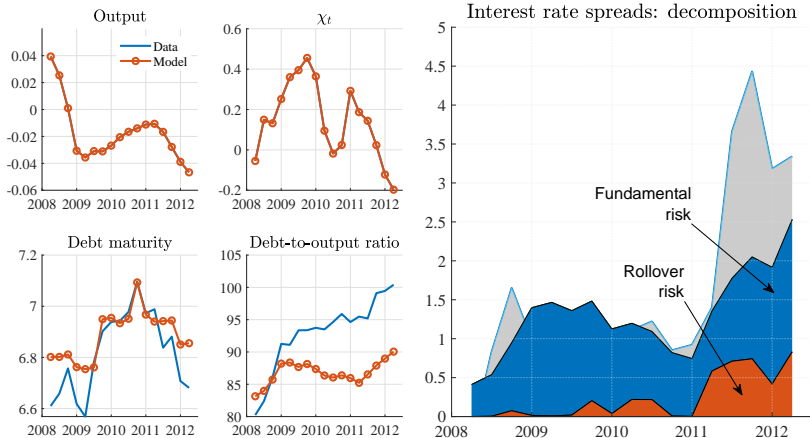 Output
0.04
0.02
0
-0.02
-0.04
-0.06
2008 2009 2010 2011 2012
Data
Model
χt
0.6
0.4
0.2
0
-0.2
2008 2009 2010 2011 2012
Debt maturity
7.2
7
6.8
6.6
2008 2009 2010 2011 2012
Debt-to-output ratio
105
100
95
90
85
80
2008 2009 2010 2011 2012
Interest rate spreads: decomposition
5
4.5
4
3.5
3
2.5
2
1.5
1
0.5
0
2008 2009 2010 2011 2012
Fundamental
risk
Rollover
risk